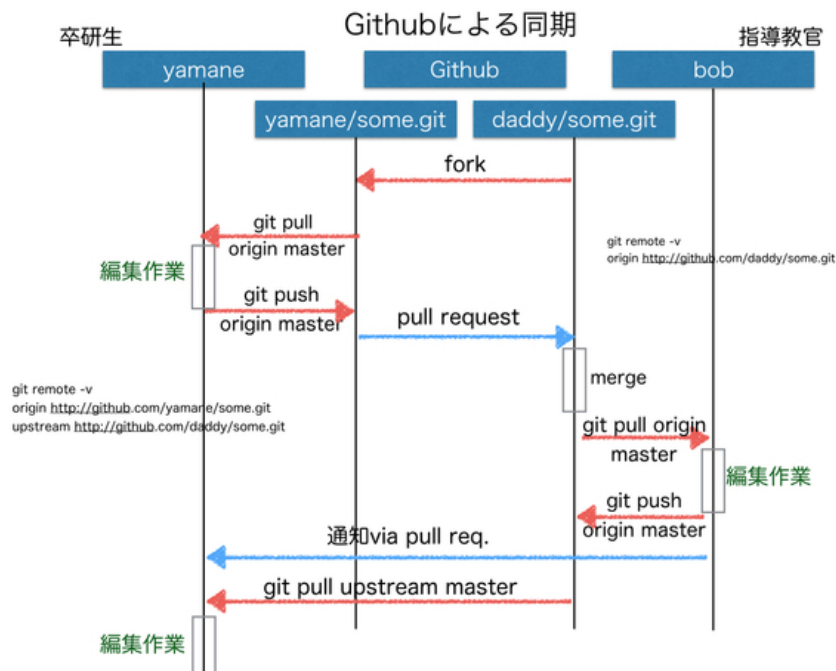 Githubによる同期
卒研生
指導教官
yamane
Github
bob
yamane/some.git
daddy/some.git
fork
git pull
origin master
git remote -v
origin http://github.com/daddy/some.git
編集作業
git push
origin master
pull request
merge
git remote -v
origin http://github.com/yamane/some.git
upstream http://github.com/daddy/some.git
git pull origin
master
編集作業
git push
origin master
通知via pull req.
git pull upstream master
編集作業